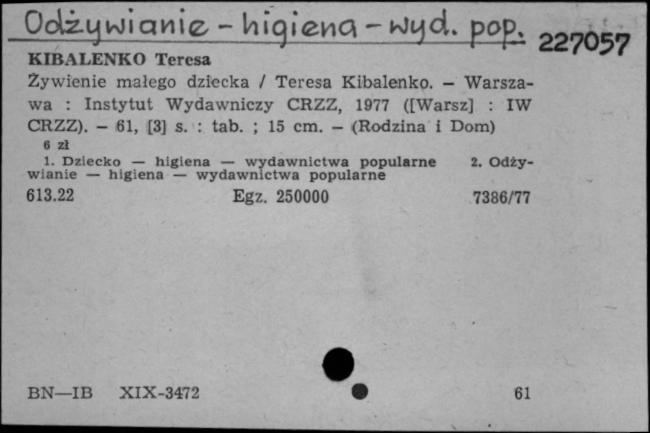 Odżywianie - higiena - wyd. pop. 227057
KIBALENKO Teresa
Żywienie małego dziecka / Teresa Kibalenko. — Warsza-
wa : Instytut Wydawniczy CRZZ, 1977 ([Warsz] : IW
CRZZ). — 61, [3] s. : tab. ; 15 cm. — (Rodzina i Dom)
6 zł
1. Dziecko — higiena — wydawnictwa popularne 2. Odży-
wianie — higiena — wydawnictwa popularne
613.22 Egz. 250000 7386/77
BN—IB XIX-3472 61